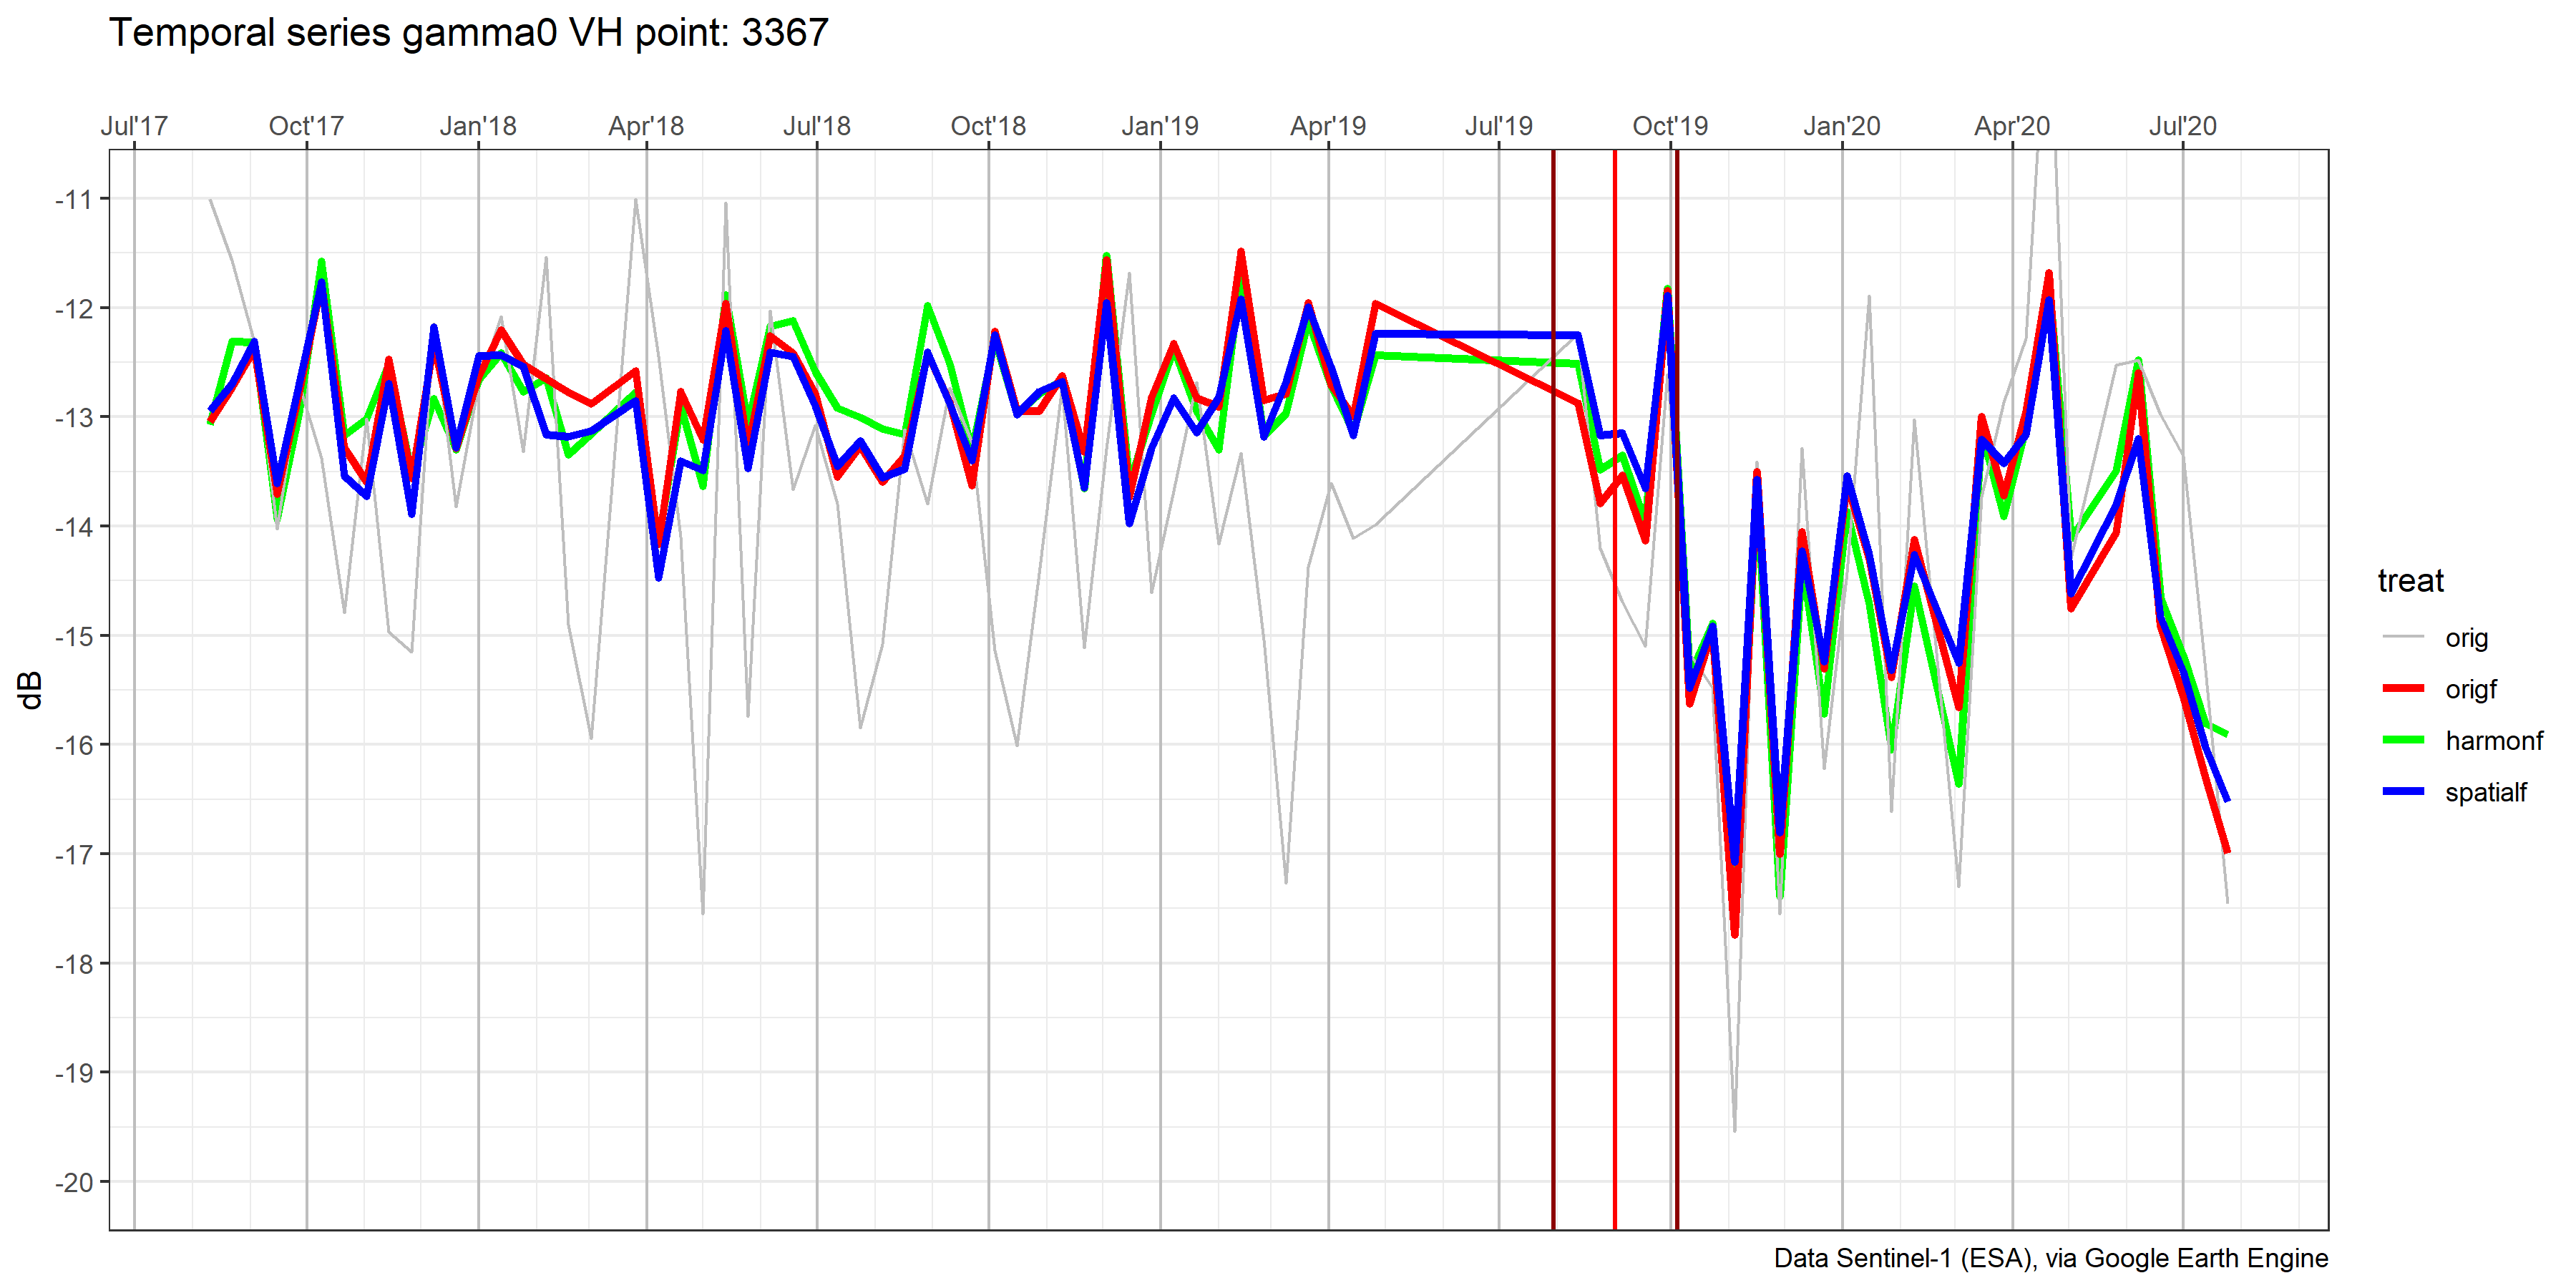 Temporal series gamma0 VH point: 3367
Jul'17 Oct'17 Jan'18 Apr'18 Jul'18 Oct'18 Jan'19 Apr'19 Jul'19 Oct'19 Jan'20 Apr'20 Jul'20
-11
-12
-13
-14
-15
-16
-17
-18
-19
-20
dB
treat
orig
origf
harmonf
spatialf
Data Sentinel-1 (ESA), via Google Earth Engine